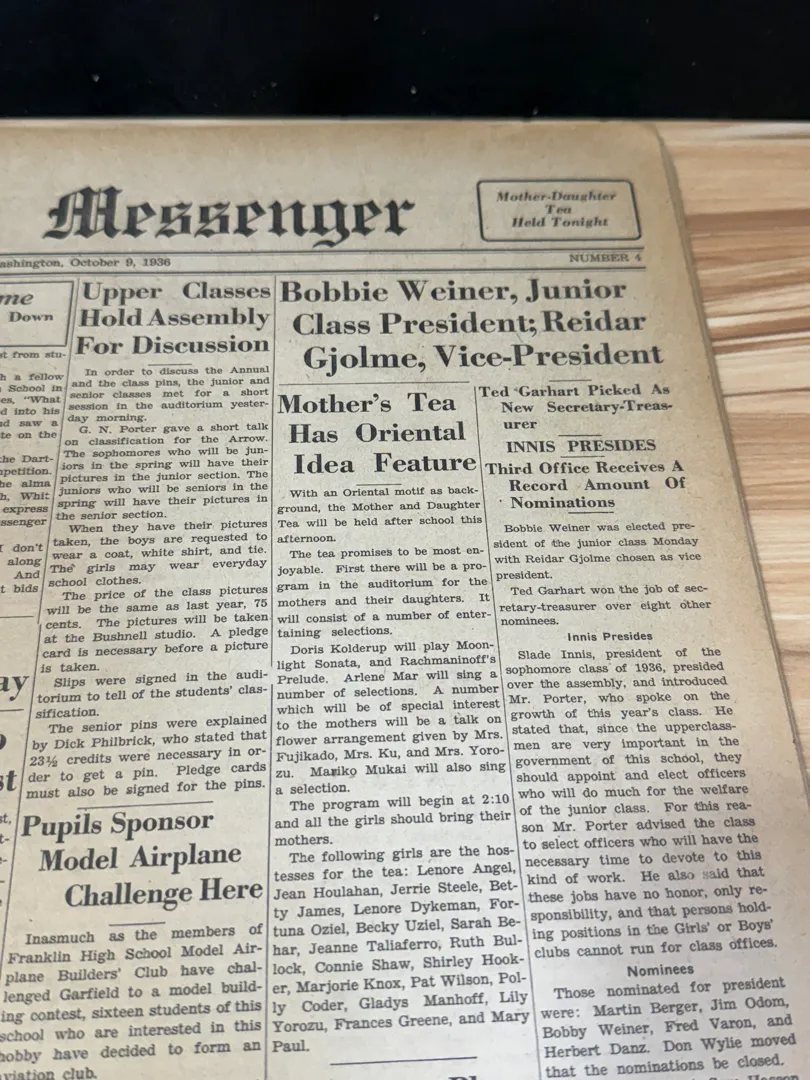 Messenger
Mother-Daughter
Tea
Held Tonight
ashington, October 9, 1936
NUMBER 4
me
Down
st from stu-
h a fellow
School in
es, "What
d into his
nd saw a
te on the
the Dart-
mpetition.
he alma
h, Whit
express
ssenger
I don't
along
And
t bids
ay
st
Upper Classes
Hold Assembly
For Discussion
In order to discuss the Annual
and the class pins, the junior and
senior classes met for a short
session in the auditorium yester-
day morning.
G. N. Porter gave a short talk
on classification for the Arrow.
The sophomores who will be jun-
iors in the spring will have their
pictures in the junior section. The
juniors who will be seniors in the
spring will have their pictures in
the senior section.
When they have their pictures
taken, the boys are requested to
wear a coat, white shirt, and tie.
The girls may wear everyday
school clothes.
The price of the class pictures
will be the same as last year, 75
cents. The pictures will be taken
at the Bushnell studio. A pledge
card is necessary before a picture
is taken.
Slips were signed in the audi-
torium to tell of the students' clas-
sification.
The senior pins were explained
by Dick Philbrick, who stated that
23½ credits were necessary in or-
der to get a pin. Pledge cards
must also be signed for the pins.
Pupils Sponsor
Model Airplane
Challenge Here
Inasmuch as the members of
Franklin High School Model Air-
plane Builders' Club have chal-
lenged Garfield to a model build-
ing contest, sixteen students of this
school who are interested in this
hobby have decided to form an
aviation club.
Bobbie Weiner, Junior
Class President; Reidar
Gjolme, Vice-President
Mother's Tea
Has Oriental
Idea Feature
With an Oriental motif as back-
ground, the Mother and Daughter
Tea will be held after school this
afternoon.
The tea promises to be most en-
joyable. First there will be a pro-
gram in the auditorium for the
mothers and their daughters. It
will consist of a number of enter-
taining selections.
Doris Kolderup will play Moon-
light Sonata, and Rachmaninoff's
Prelude. Arlene Mar will sing a
number of selections. A number
which will be of special interest
to the mothers will be a talk on
flower arrangement given by Mrs.
Fujikado, Mrs. Ku, and Mrs. Yoro-
zu. Mariko Mukai will also sing
a selection.
The program will begin at 2:10
and all the girls should bring their
mothers.
The following girls are the hos-
tesses for the tea: Lenore Angel,
Jean Houlahan, Jerrie Steele, Bet-
ty James, Lenore Dykeman, For-
tuna Oziel, Becky Uziel, Sarah Be-
har, Jeanne Taliaferro, Ruth Bul-
lock, Connie Shaw, Shirley Hook-
er, Marjorie Knox, Pat Wilson, Pol-
ly Coder, Gladys Manhoff, Lily
Yorozu, Frances Greene, and Mary
Paul.
Ted Garhart Picked As
New Secretary-Treas-
urer
INNIS PRESIDES
Third Office Receives A
Record Amount Of
Nominations
Bobbie Weiner was elected pre-
sident of the junior class Monday
with Reidar Gjolme chosen as vice
president.
Ted Garhart won the job of sec-
retary-treasurer over eight other
nominees.
Innis Presides
Slade Innis, president of the
sophomore class of 1936, presided
over the assembly, and introduced
Mr. Porter, who spoke on the
growth of this year's class. He
stated that, since the upperclass-
men are very important in the
government of this school, they
should appoint and elect officers
who will do much for the welfare
of the junior class. For this rea-
son Mr. Porter advised the class
to select officers who will have the
necessary time to devote to this
kind of work. He also said that
these jobs have no honor, only re-
sponsibility, and that persons hold-
ing positions in the Girls' or Boys'
clubs cannot run for class offices.
Nominees
Those nominated for president
were: Martin Berger, Jim Odom,
Bobby Weiner, Fred Varon, and
Herbert Danz. Don Wylie moved
that the nominations be closed.